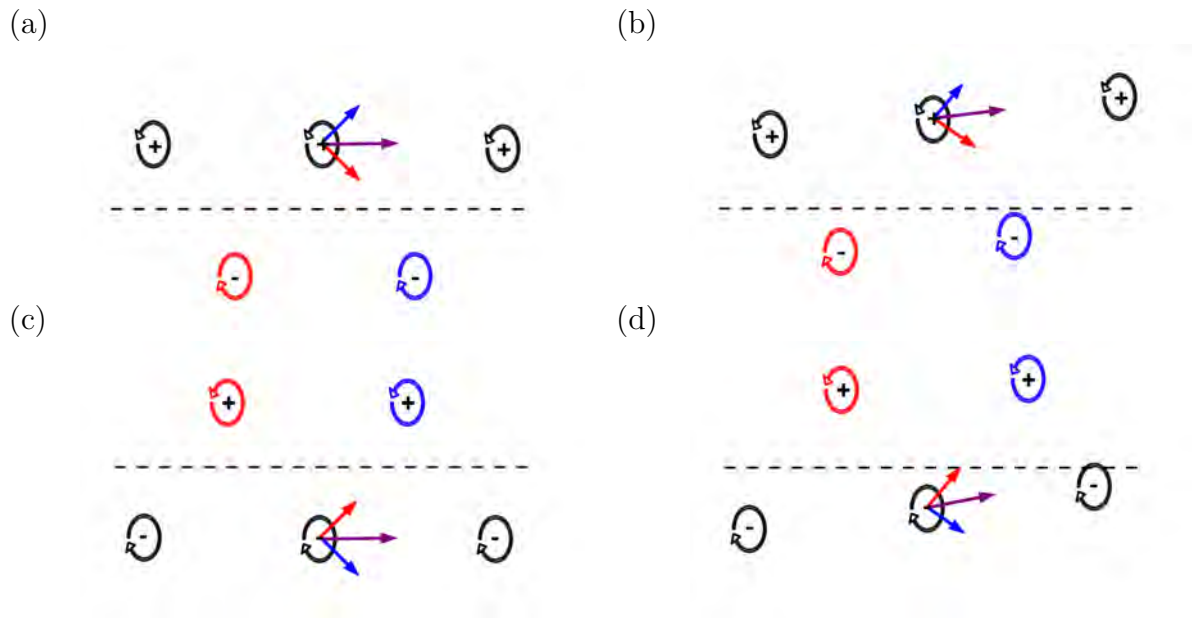 (a)
(b)
+ + +
+ + +
- -
- -
(c)
(d)
+ +
+ +
- - -
- - -